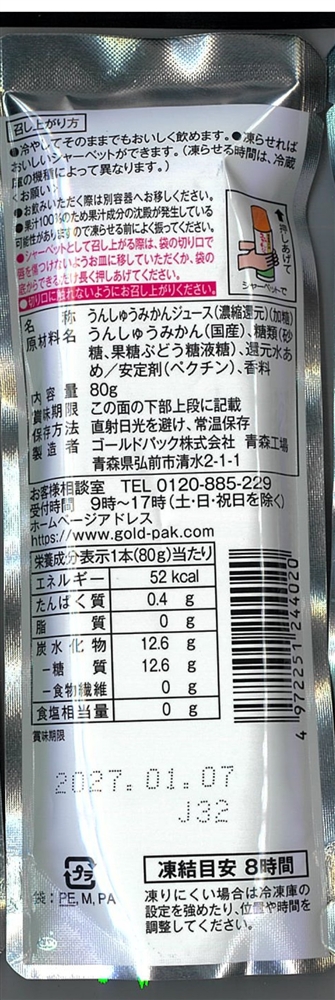 召し上がり方
●冷やしてそのままでもおいしく飲めます。●凍らせれば
おいしいシャーベットができます。(凍らせる時間は、冷蔵
庫の機種によって異なります。)
<お願い>
●お飲みいただく際は別容器へお移しください。
●果汁100%のため果汁成分の沈殿が発生している
可能性がありますので凍らせる前によく振ってください。
●シャーベットとして召し上がる際は、袋の切り口で
唇を傷つけないようお皿に移していただくか、袋の
底からできるだけ長く押しあげてください。
●切り口に触れないようにお召し上がりください。
押しあげて
シャーベットで
名称 うんしゅうみかんジュース(濃縮還元)(加糖)
原材料名 うんしゅうみかん(国産)、糖類(砂
糖、果糖ぶどう糖液糖)、還元水あ
め/安定剤(ペクチン)、香料
内容量 80g
賞味期限 この面の下部上段に記載
保存方法 直射日光を避け、常温保存
製造者 ゴールドパック株式会社 青森工場
青森県弘前市清水2-1-1
お客様相談室 TEL 0120-885-229
受付時間 9時〜17時(土・日・祝日を除く)
ホームページアドレス
https://www.gold-pak.com
栄養成分表示1本(80g)当たり
エネルギー 52 kcal
たんぱく質 0.4 g
脂質 0 g
炭水化物 12.6 g
-糖質 12.6 g
-食物繊維 0 g
食塩相当量 0 g
4 972251 244020
賞味期限
2027.01.07
J32
プラ
袋:PE,M,PA
凍結目安 8時間
凍りにくい場合は冷凍庫の
設定を強めたり、位置や時間を
調整してください。